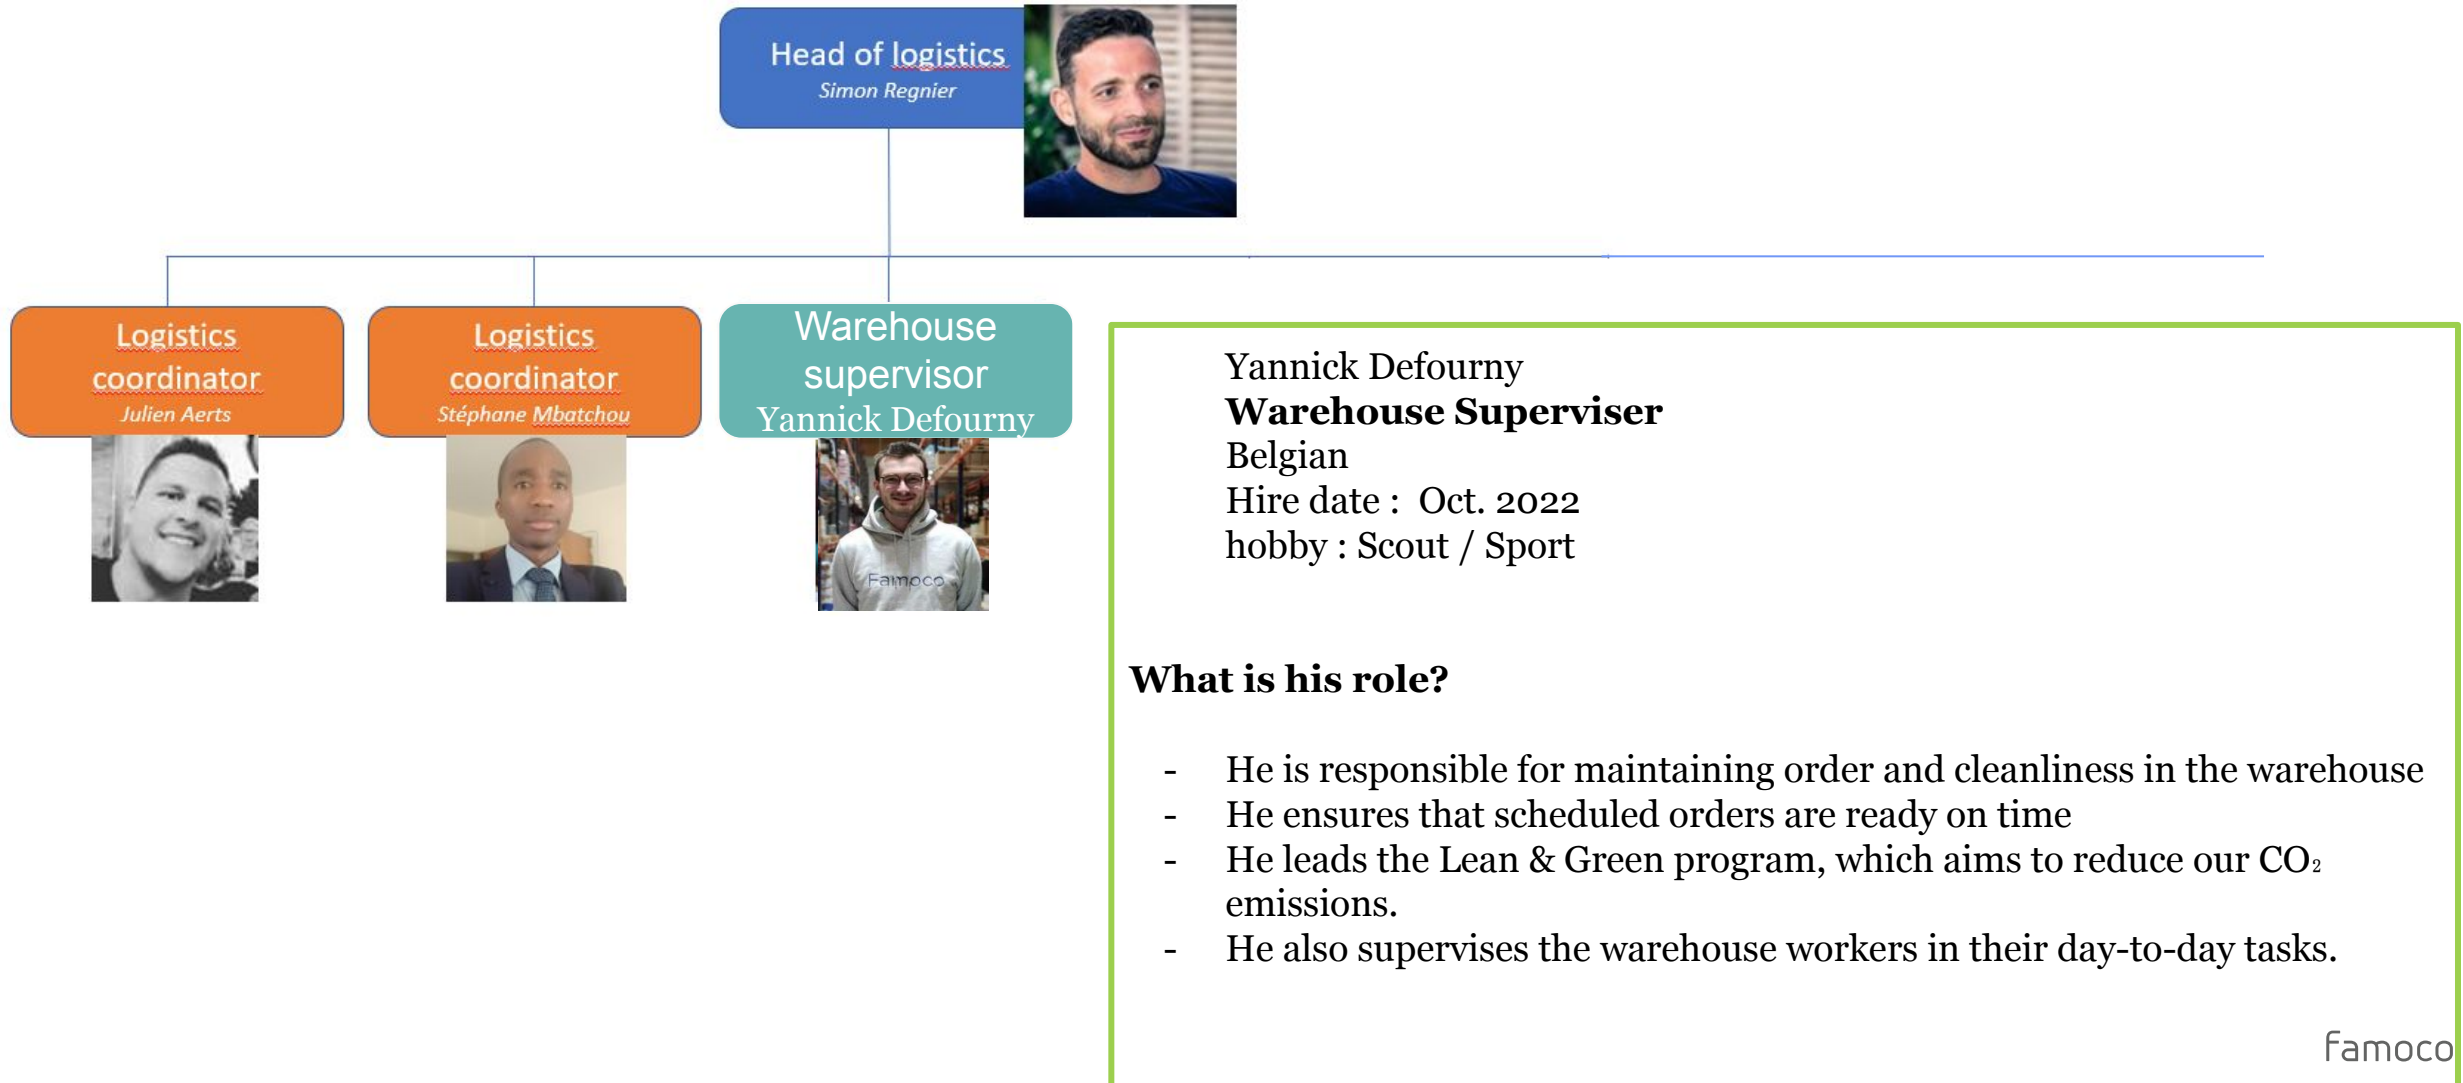 Head of logistics
Simon Regnier
Logistics
coordinator
Julien Aerts
Logistics
coordinator
Stéphane Mbatchou
Warehouse
supervisor
Yannick Defourny
Famoco
Yannick Defourny
Warehouse Superviser
Belgian
Hire date :  Oct. 2022
hobby : Scout / Sport
What is his role?
- He is responsible for maintaining order and cleanliness in the warehouse
- He ensures that scheduled orders are ready on time
- He leads the Lean & Green program, which aims to reduce our CO₂
emissions.
- He also supervises the warehouse workers in their day-to-day tasks.
famoco